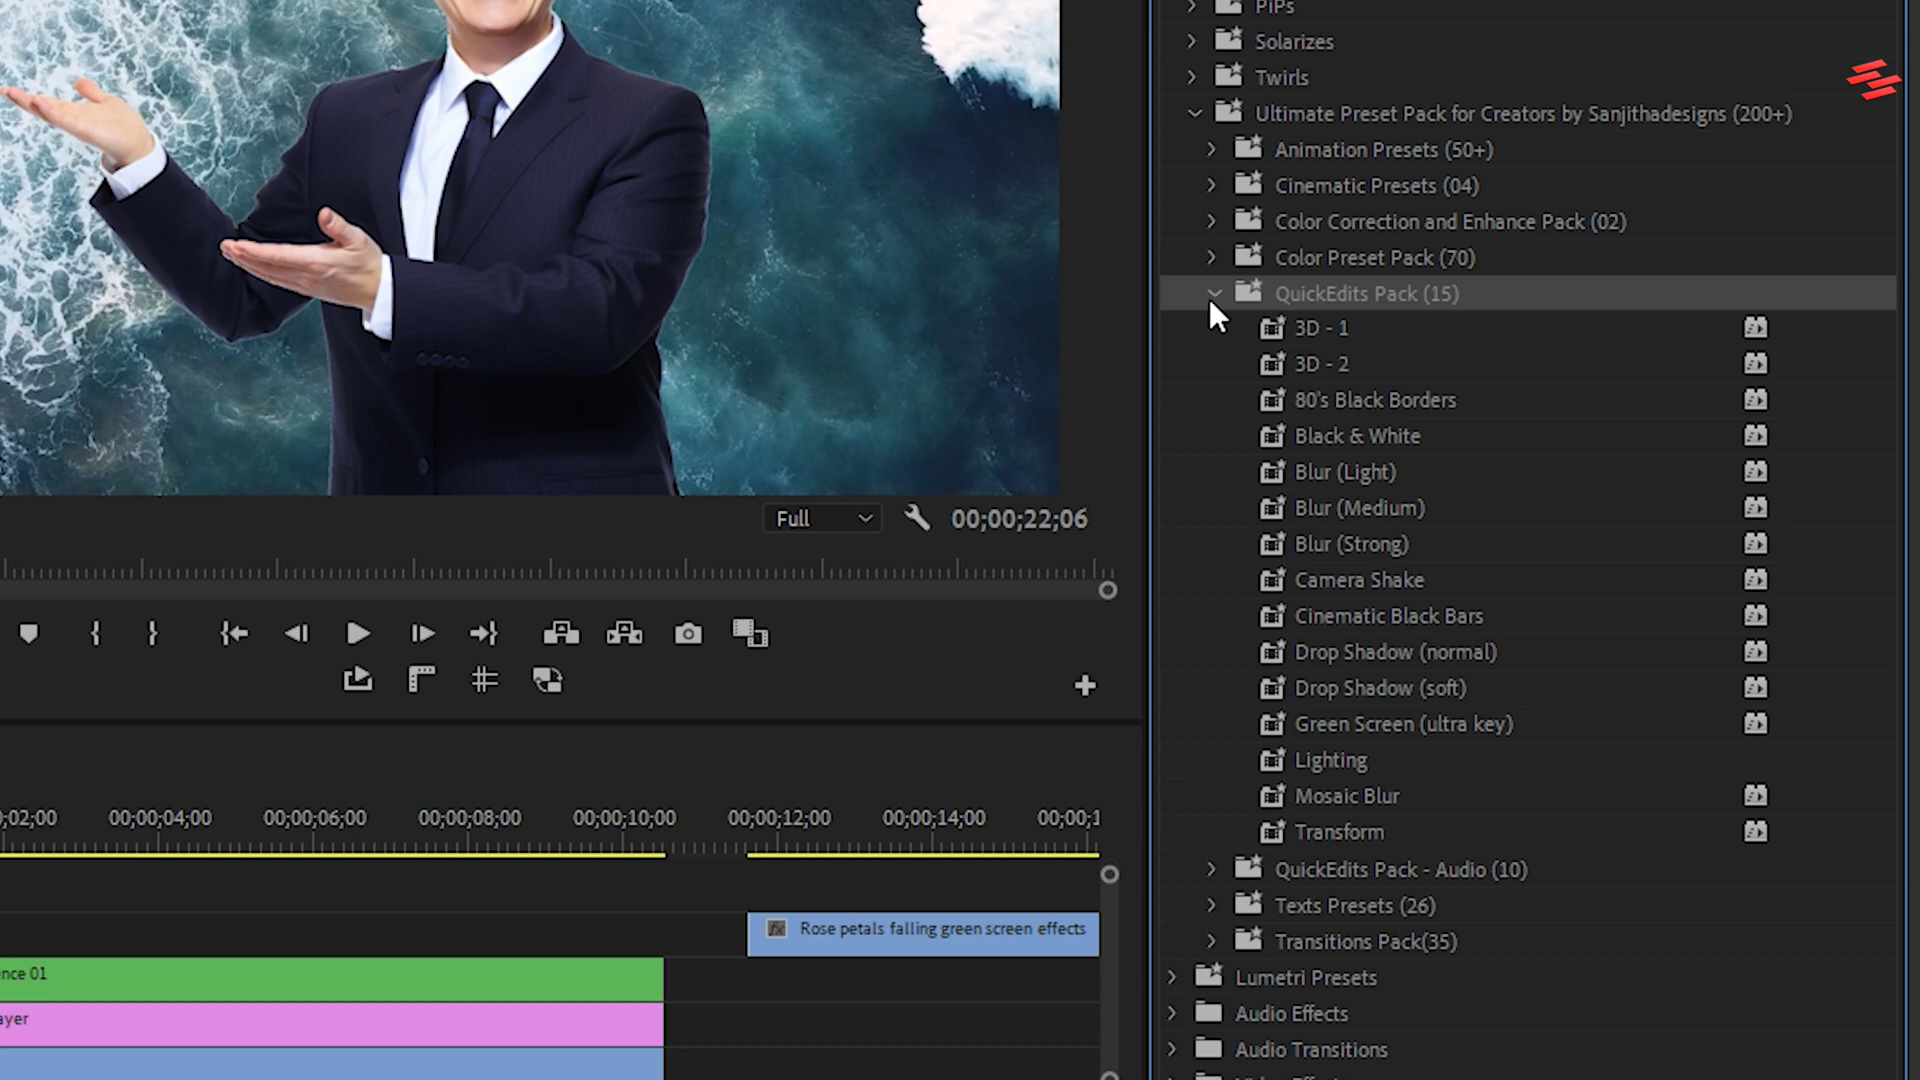 PiPs
Solarizes
Twirls
Ultimate Preset Pack for Creators by Sanjithadesigns (200+)
Animation Presets (50+)
Cinematic Presets (04)
Color Correction and Enhance Pack (02)
Color Preset Pack (70)
QuickEdits Pack (15)
3D - 1
3D - 2
80's Black Borders
Black & White
Blur (Light)
Blur (Medium)
Blur (Strong)
Camera Shake
Cinematic Black Bars
Drop Shadow (normal)
Drop Shadow (soft)
Green Screen (ultra key)
Lighting
Mosaic Blur
Transform
QuickEdits Pack - Audio (10)
Texts Presets (26)
Transitions Pack(35)
Lumetri Presets
Audio Effects
Audio Transitions
Full 00;00;22;06
;02;00 00;00;04;00 00;00;06;00 00;00;08;00 00;00;10;00 00;00;12;00 00;00;14;00 00;00;1
fx Rose petals falling green screen effects
nce 01
ayer